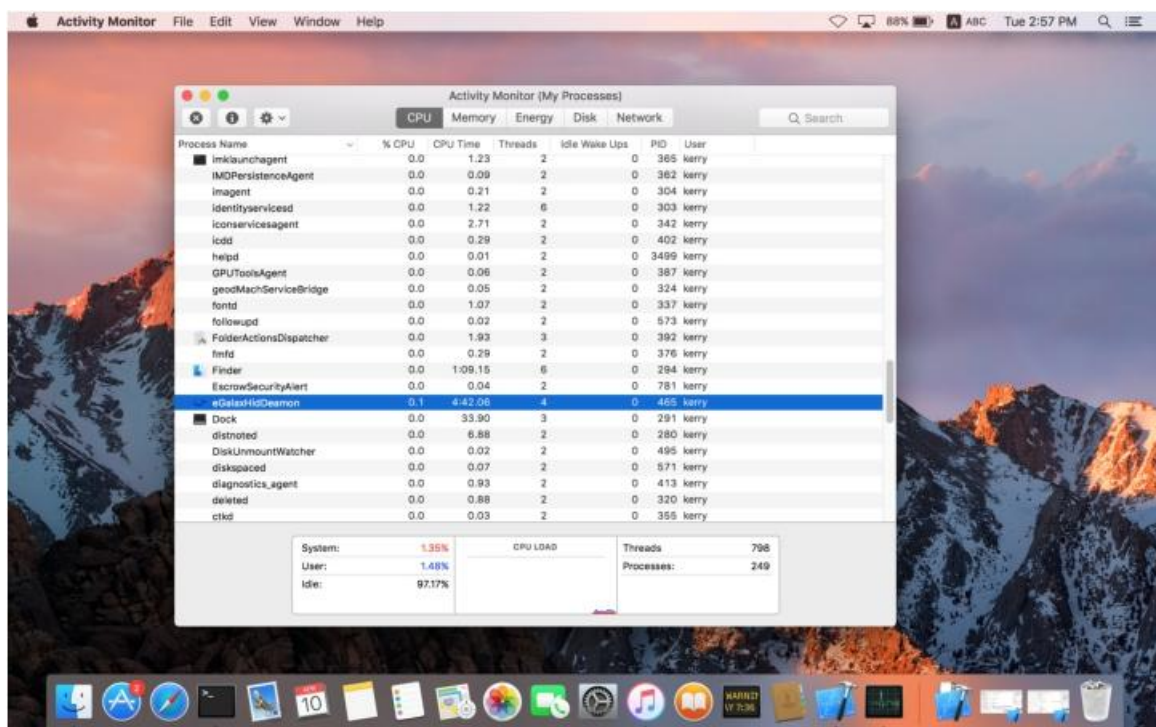 Activity Monitor File Edit View Window Help 88% A ABC Tue 2:57 PM
Activity Monitor (My Processes)
CPU Memory Energy Disk Network Search
Process Name % CPU CPU Time Threads Idle Wake Ups PID User
imklaunchagent 0.0 1.23 2 0 365 kerry
IMDPersistenceAgent 0.0 0.09 2 0 362 kerry
imagent 0.0 0.21 2 0 304 kerry
identityservicesd 0.0 1.22 6 0 303 kerry
iconservicesagent 0.0 2.71 2 0 342 kerry
icdd 0.0 0.29 2 0 402 kerry
helpd 0.0 0.01 2 0 3499 kerry
GPUToolsAgent 0.0 0.06 2 0 387 kerry
geodMachServiceBridge 0.0 0.05 2 0 324 kerry
fontd 0.0 1.07 2 0 337 kerry
followupd 0.0 0.02 2 0 573 kerry
FolderActionsDispatcher 0.0 1.93 3 0 392 kerry
fmfd 0.0 0.29 2 0 376 kerry
Finder 0.0 1:09.15 6 0 294 kerry
EscrowSecurityAlert 0.0 0.04 2 0 781 kerry
eGalaxHidDeamon 0.1 4:42.06 4 0 465 kerry
Dock 0.0 33.90 3 0 291 kerry
distnoted 0.0 6.88 2 0 280 kerry
DiskUnmountWatcher 0.0 0.02 2 0 495 kerry
diskspaced 0.0 0.07 2 0 571 kerry
diagnostics_agent 0.0 0.93 2 0 413 kerry
deleted 0.0 0.88 2 0 320 kerry
ctkd 0.0 0.03 2 0 355 kerry
System: 1.35% CPU LOAD Threads 798
User: 1.48% Processes: 249
Idle: 97.17%
10